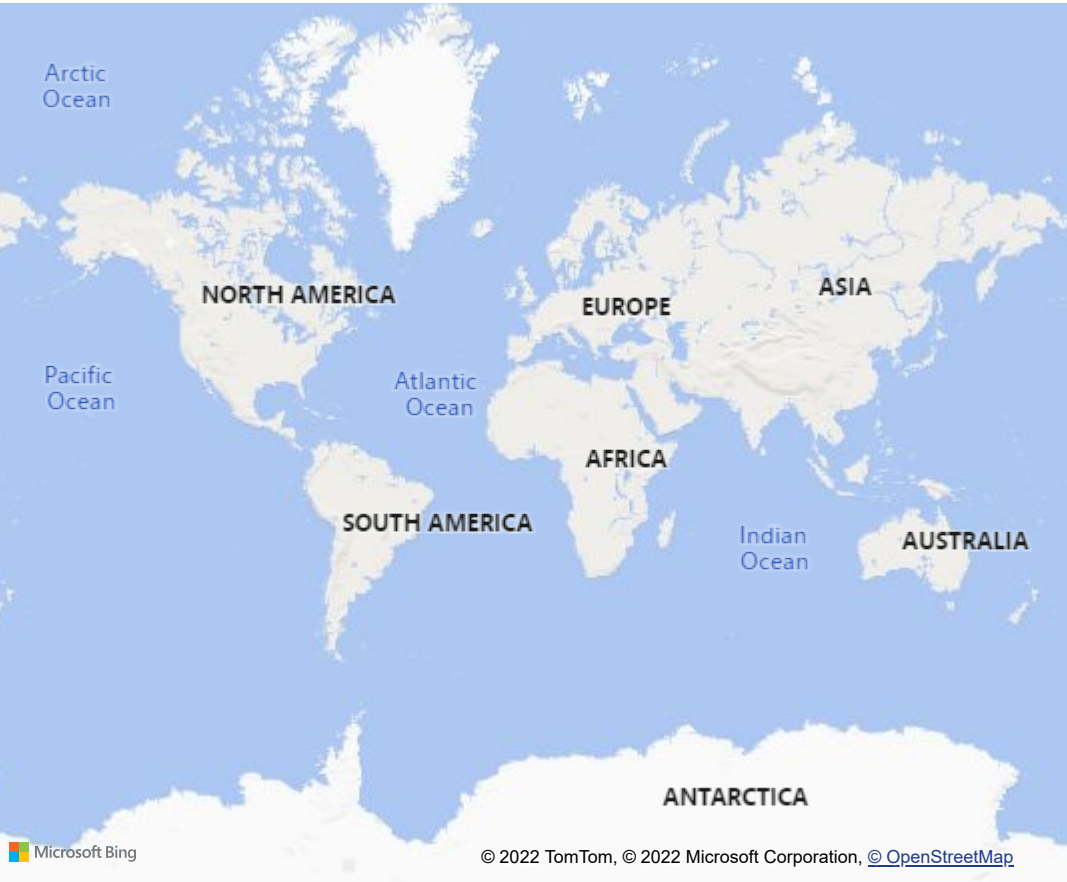 Arctic
Ocean
NORTH AMERICA
EUROPE
ASIA
Pacific
Ocean
Atlantic
Ocean
AFRICA
SOUTH AMERICA
Indian
Ocean
AUSTRALIA
ANTARCTICA
Microsoft Bing
© 2022 TomTom, © 2022 Microsoft Corporation, © OpenStreetMap